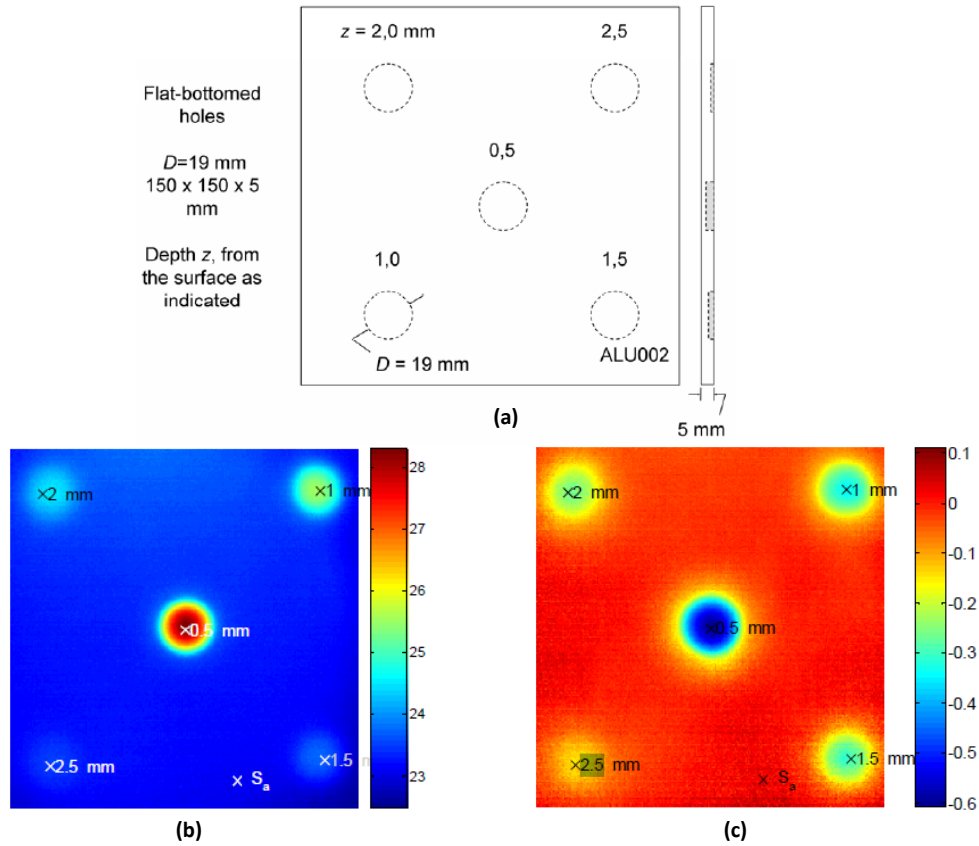 z = 2,0 mm
2,5
Flat-bottomed
holes
0,5
D=19 mm
150 x 150 x 5
mm
Depth z, from
the surface as
indicated
1,0
1,5
D = 19 mm
ALU002
(a)
5 mm
×2 mm
×1 mm
×0.5 mm
×2.5 mm
×1.5 m
× Sa
28
27
26
25
24
23
(b)
×2 mm
×1 mm
×0.5 mm
×2.5 mm
×1.5 mm
× Sa
0.1
0
-0.1
-0.2
-0.3
-0.4
-0.5
-0.6
(c)